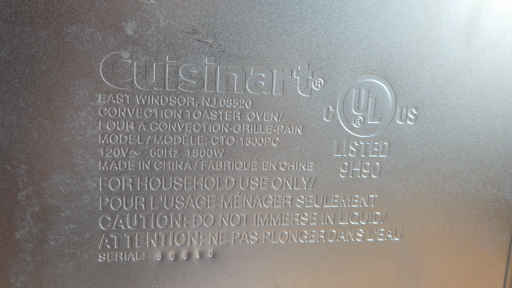 Cuisinart®
EAST WINDSOR, NJ 08520
CONVECTION TOASTER OVEN/
FOUR A CONVECTION-GRILLE-PAIN
MODEL / MODÈLE: CTO-1300PC
120V~ 60HZ 1500W
MADE IN CHINA / FABRIQUÉ EN CHINE
FOR HOUSEHOLD USE ONLY/
POUR L'USAGE MÉNAGER SEULEMENT
CAUTION: DO NOT IMMERSE IN LIQUID/
ATTENTION: NE PAS PLONGER DANS L'EAU
SERIAL:
C UL® US
LISTED
9H90